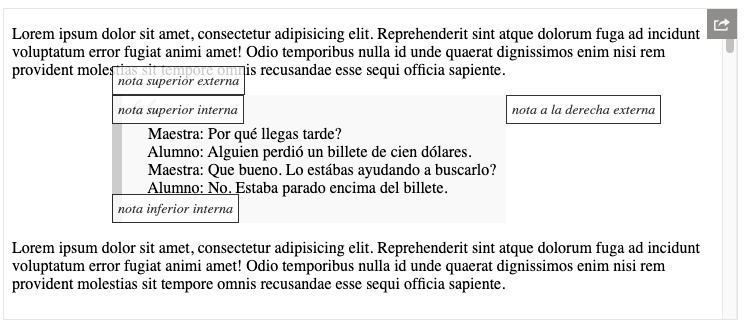 Lorem ipsum dolor sit amet, consectetur adipisicing elit. Reprehenderit sint atque dolorum fuga ad incidunt
voluptatum error fugiat animi amet! Odio temporibus nulla id unde quaerat dignissimos enim nisi rem
provident molestias sit tempore omnis recusandae esse sequi officia sapiente.
nota superior externa
nota superior interna
nota a la derecha externa
Maestra: Por qué llegas tarde?
Alumno: Alguien perdió un billete de cien dólares.
Maestra: Que bueno. Lo estábas ayudando a buscarlo?
Alumno: No. Estaba parado encima del billete.
nota inferior interna
Lorem ipsum dolor sit amet, consectetur adipisicing elit. Reprehenderit sint atque dolorum fuga ad incidunt
voluptatum error fugiat animi amet! Odio temporibus nulla id unde quaerat dignissimos enim nisi rem
provident molestias sit tempore omnis recusandae esse sequi officia sapiente.